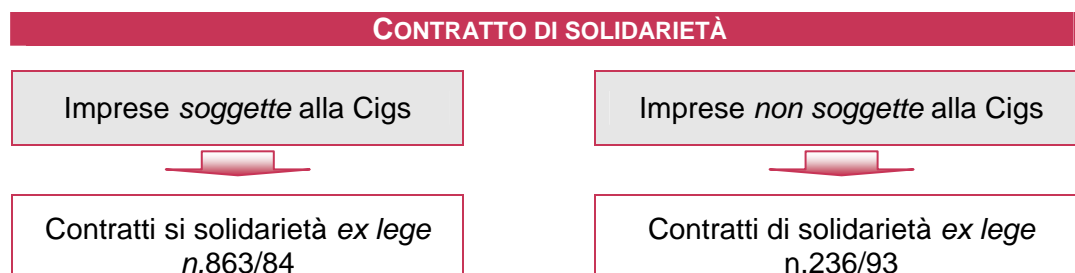 CONTRATTO DI SOLIDARIETÀ
Imprese soggette alla Cigs
Imprese non soggette alla Cigs
Contratti si solidarietà ex lege
n.863/84
Contratti di solidarietà ex lege
n.236/93